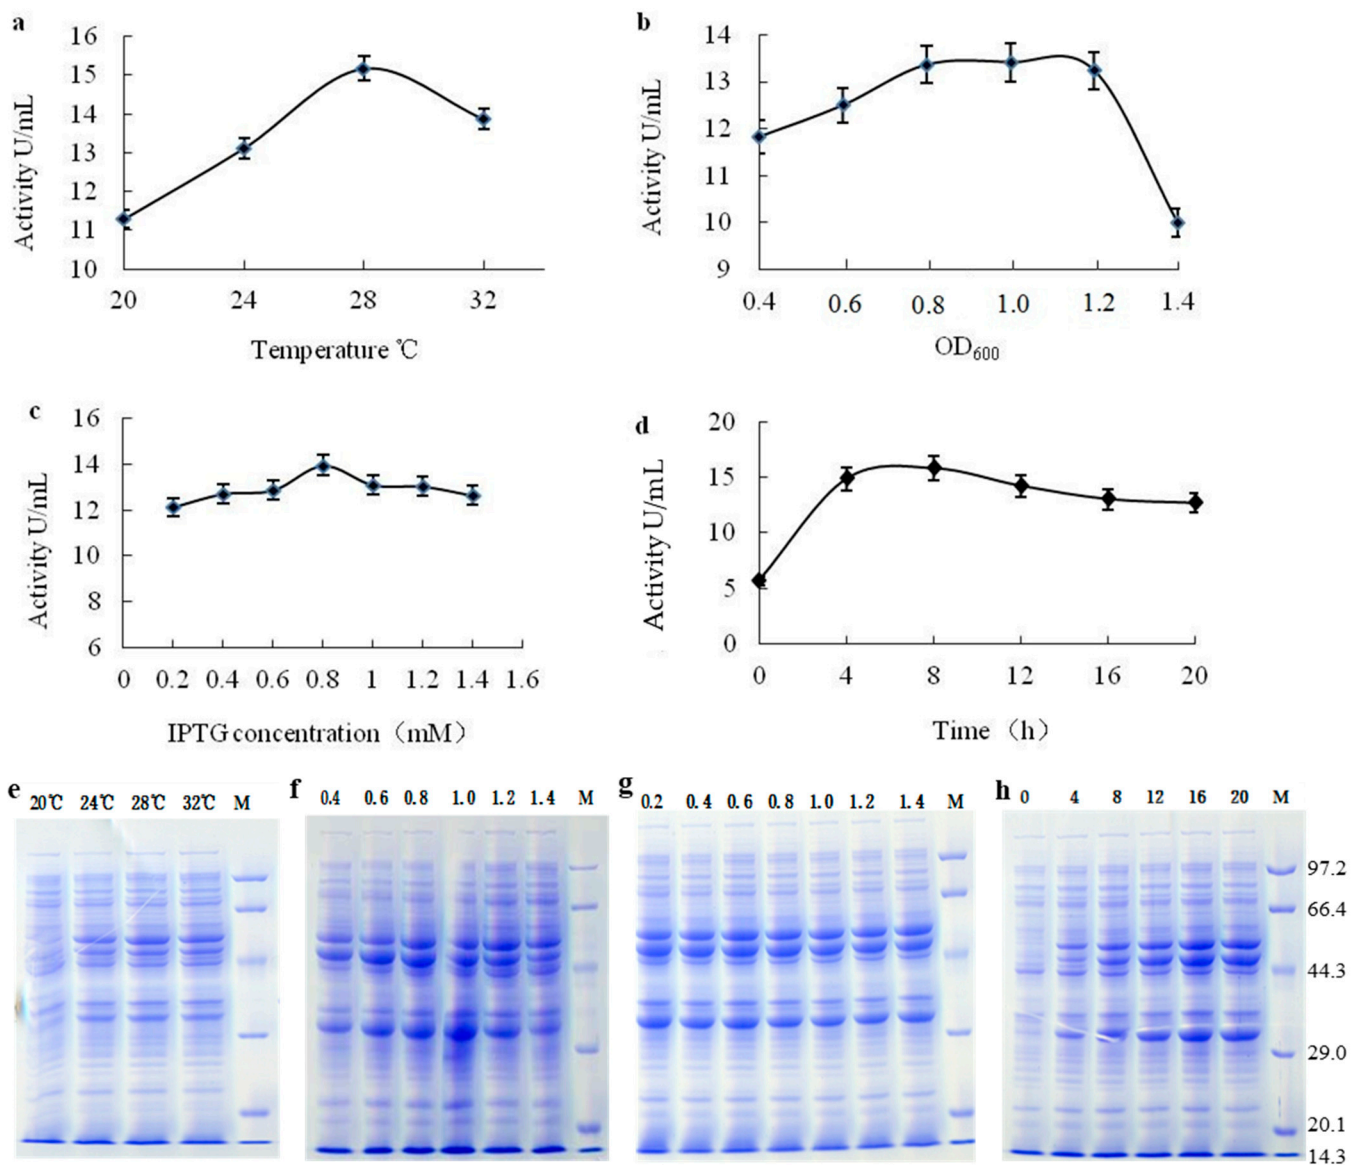 a
16
15
14
13
12
11
10
20 24 28 32
Activity U/mL
Temperature ℃
b
14
13
12
11
10
9
0.4 0.6 0.8 1.0 1.2 1.4
Activity U/mL
OD600
c
16
14
12
10
8
6
0 0.2 0.4 0.6 0.8 1 1.2 1.4 1.6
Activity U/mL
IPTG concentration（mM）
d
20
15
10
5
0
0 4 8 12 16 20
Activity U/mL
Time （h）
e
20℃ 24℃ 28℃ 32℃ M
f
0.4 0.6 0.8 1.0 1.2 1.4 M
g
0.2 0.4 0.6 0.8 1.0 1.2 1.4 M
h
0 4 8 12 16 20 M
97.2
66.4
44.3
29.0
20.1
14.3